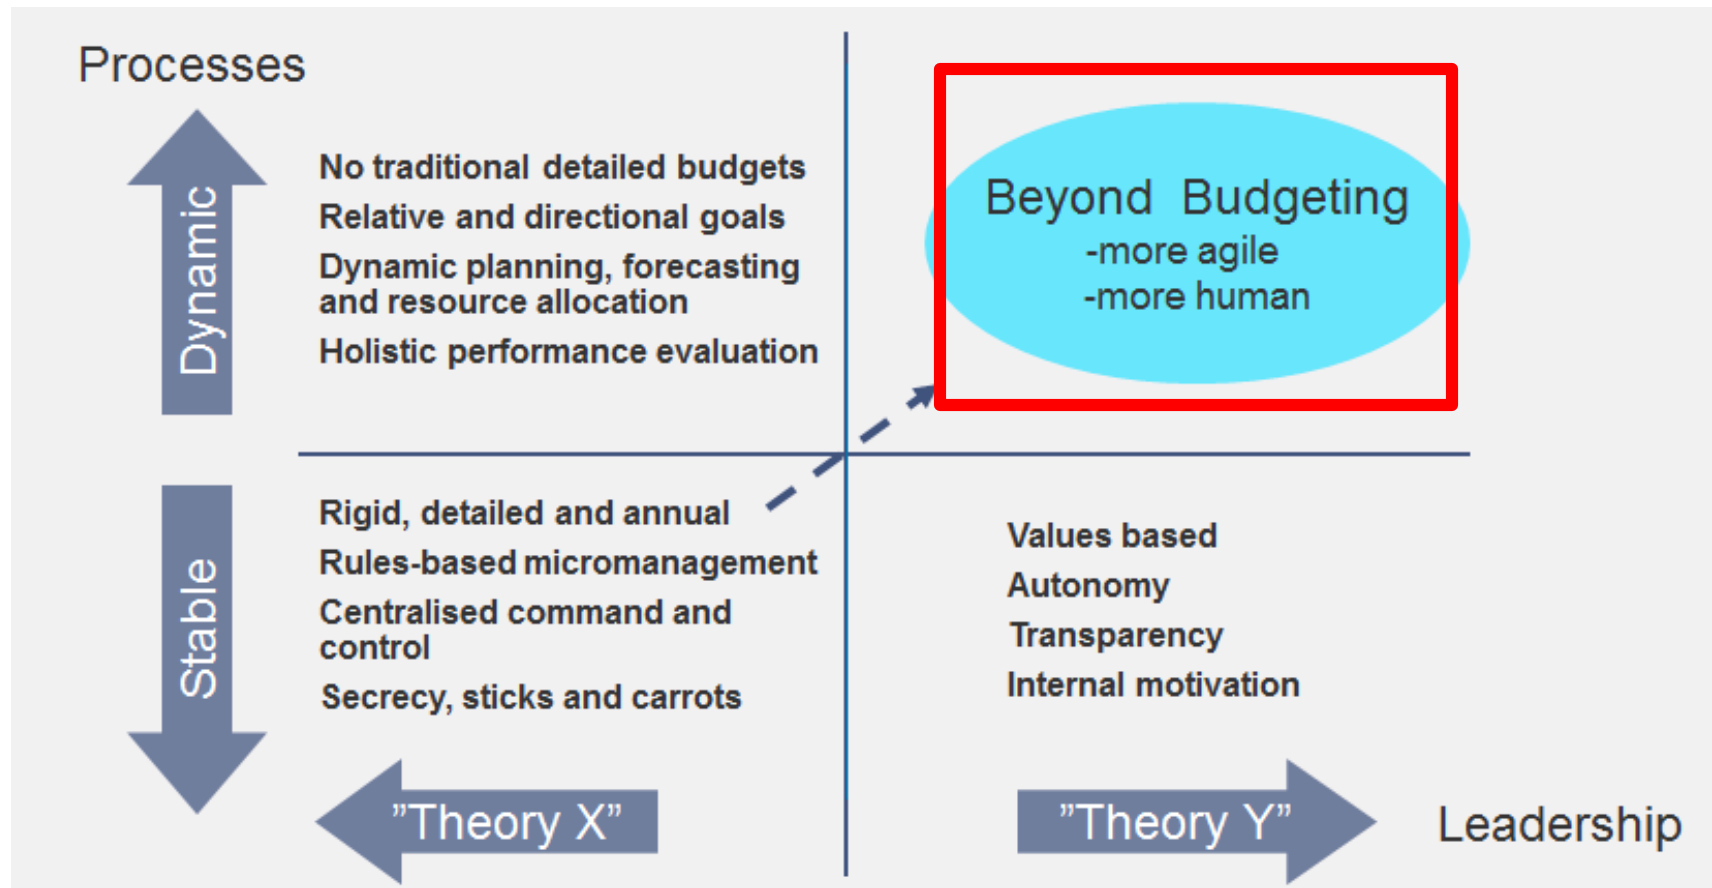 Processes
Dynamic
No traditional detailed budgets
Relative and directional goals
Dynamic planning, forecasting
and resource allocation
Holistic performance evaluation
Beyond Budgeting
-more agile
-more human
Stable
Rigid, detailed and annual
Rules-based micromanagement
Centralised command and
control
Secrecy, sticks and carrots
Values based
Autonomy
Transparency
Internal motivation
”Theory X”
”Theory Y”
Leadership